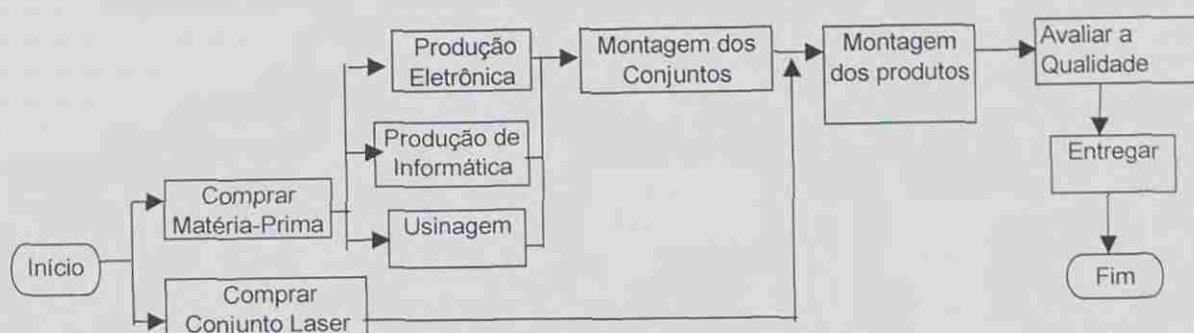 Início
Comprar
Matéria-Prima
Comprar
Conjunto Laser
Produção
Eletrônica
Produção de
Informática
Usinagem
Montagem dos
Conjuntos
Montagem
dos produtos
Avaliar a
Qualidade
Entregar
Fim